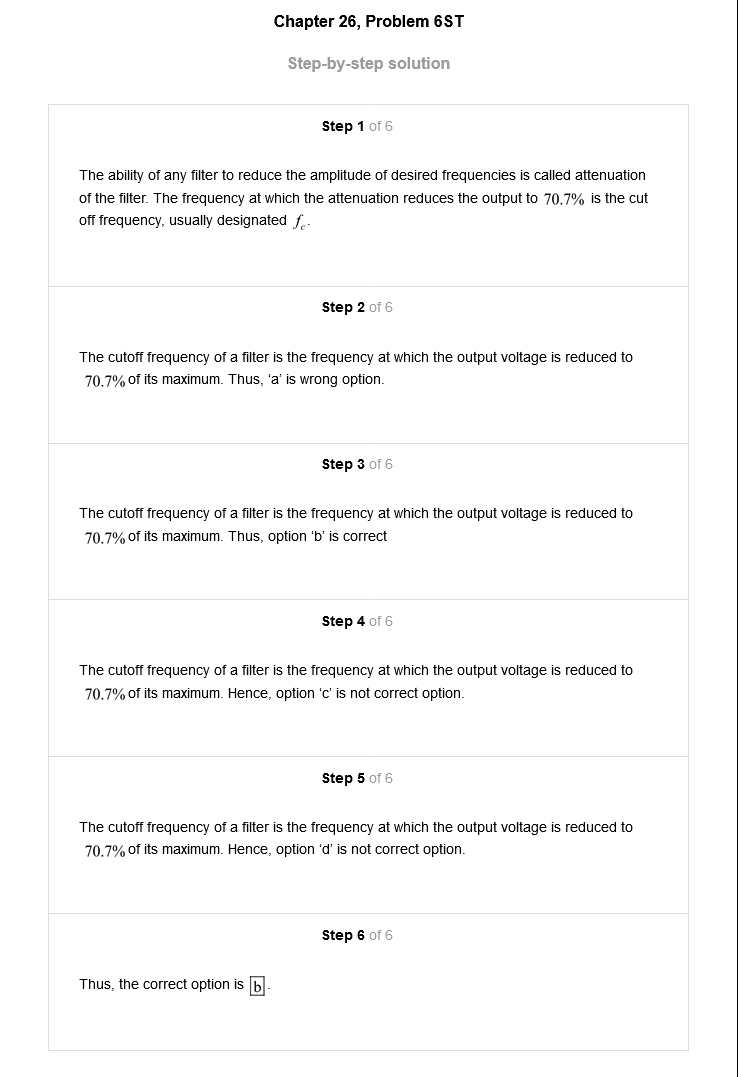 Chapter 26, Problem 6ST
Step-by-step solution
Step 1 of 6
The ability of any filter to reduce the amplitude of desired frequencies is called attenuation
of the filter. The frequency at which the attenuation reduces the output to 70.7% is the cut
off frequency, usually designated f_c.
Step 2 of 6
The cutoff frequency of a filter is the frequency at which the output voltage is reduced to
70.7% of its maximum. Thus, ‘a’ is wrong option.
Step 3 of 6
The cutoff frequency of a filter is the frequency at which the output voltage is reduced to
70.7% of its maximum. Thus, option ‘b’ is correct
Step 4 of 6
The cutoff frequency of a filter is the frequency at which the output voltage is reduced to
70.7% of its maximum. Hence, option ‘c’ is not correct option.
Step 5 of 6
The cutoff frequency of a filter is the frequency at which the output voltage is reduced to
70.7% of its maximum. Hence, option ‘d’ is not correct option.
Step 6 of 6
Thus, the correct option is b.